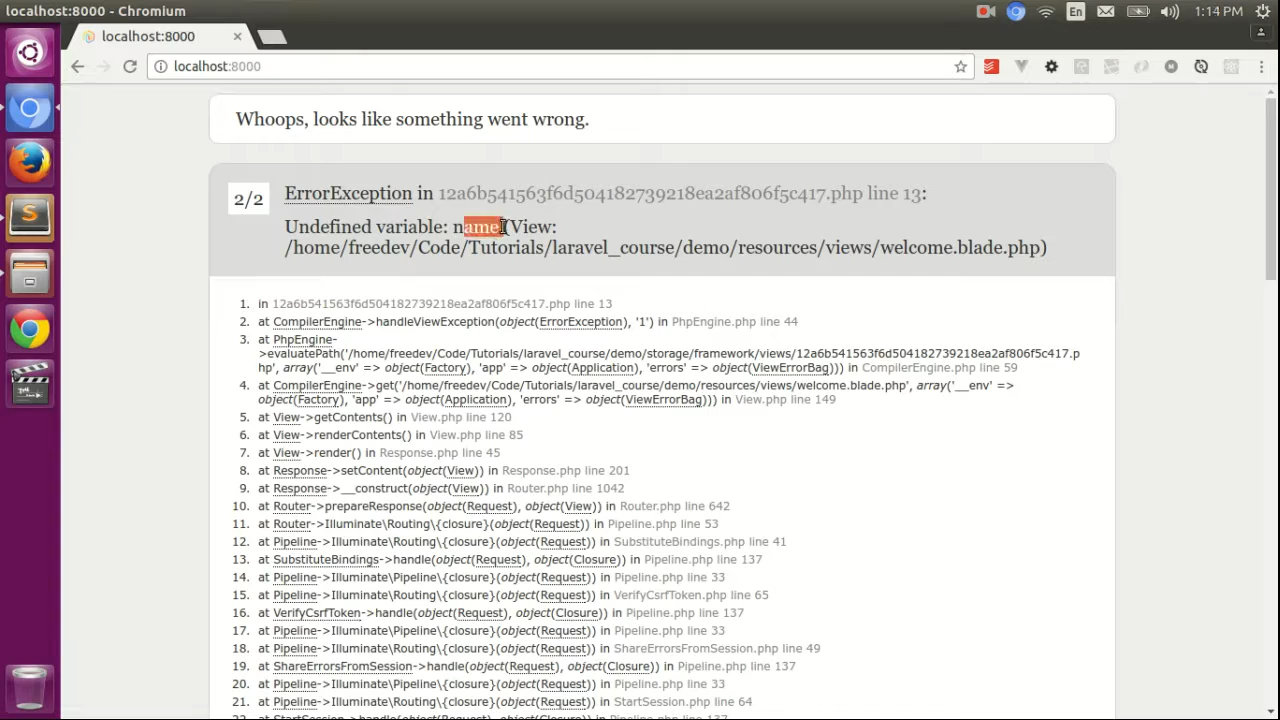 localhost:8000 - Chromium
En
1:14 PM
localhost:8000
localhost:8000
Whoops, looks like something went wrong.
2/2
ErrorException in 12a6b541563f6d504182739218ea2af806f5c417.php line 13:
Undefined variable: name (View:
/home/freedev/Code/Tutorials/laravel_course/demo/resources/views/welcome.blade.php)
1. in 12a6b541563f6d504182739218ea2af806f5c417.php line 13
2. at CompilerEngine->handleViewException(object(ErrorException), '1') in PhpEngine.php line 44
3. at PhpEngine-
>evaluatePath('/home/freedev/Code/Tutorials/laravel_course/demo/storage/framework/views/12a6b541563f6d504182739218ea2af806f5c417.p
hp', array('__env' => object(Factory), 'app' => object(Application), 'errors' => object(ViewErrorBag))) in CompilerEngine.php line 59
4. at CompilerEngine->get('/home/freedev/Code/Tutorials/laravel_course/demo/resources/views/welcome.blade.php', array('__env' =>
object(Factory), 'app' => object(Application), 'errors' => object(ViewErrorBag))) in View.php line 149
5. at View->getContents() in View.php line 120
6. at View->renderContents() in View.php line 85
7. at View->render() in Response.php line 45
8. at Response->setContent(object(View)) in Response.php line 201
9. at Response->__construct(object(View)) in Router.php line 1042
10. at Router->prepareResponse(object(Request), object(View)) in Router.php line 642
11. at Router->Illuminate\Routing\{closure}(object(Request)) in Pipeline.php line 53
12. at Pipeline->Illuminate\Routing\{closure}(object(Request)) in SubstituteBindings.php line 41
13. at SubstituteBindings->handle(object(Request), object(Closure)) in Pipeline.php line 137
14. at Pipeline->Illuminate\Pipeline\{closure}(object(Request)) in Pipeline.php line 33
15. at Pipeline->Illuminate\Routing\{closure}(object(Request)) in VerifyCsrfToken.php line 65
16. at VerifyCsrfToken->handle(object(Request), object(Closure)) in Pipeline.php line 137
17. at Pipeline->Illuminate\Pipeline\{closure}(object(Request)) in Pipeline.php line 33
18. at Pipeline->Illuminate\Routing\{closure}(object(Request)) in ShareErrorsFromSession.php line 49
19. at ShareErrorsFromSession->handle(object(Request), object(Closure)) in Pipeline.php line 137
20. at Pipeline->Illuminate\Pipeline\{closure}(object(Request)) in Pipeline.php line 33
21. at Pipeline->Illuminate\Routing\{closure}(object(Request)) in StartSession.php line 64
22. at StartSession->handle(object(Request), object(Closure)) in Pipeline.php line 137